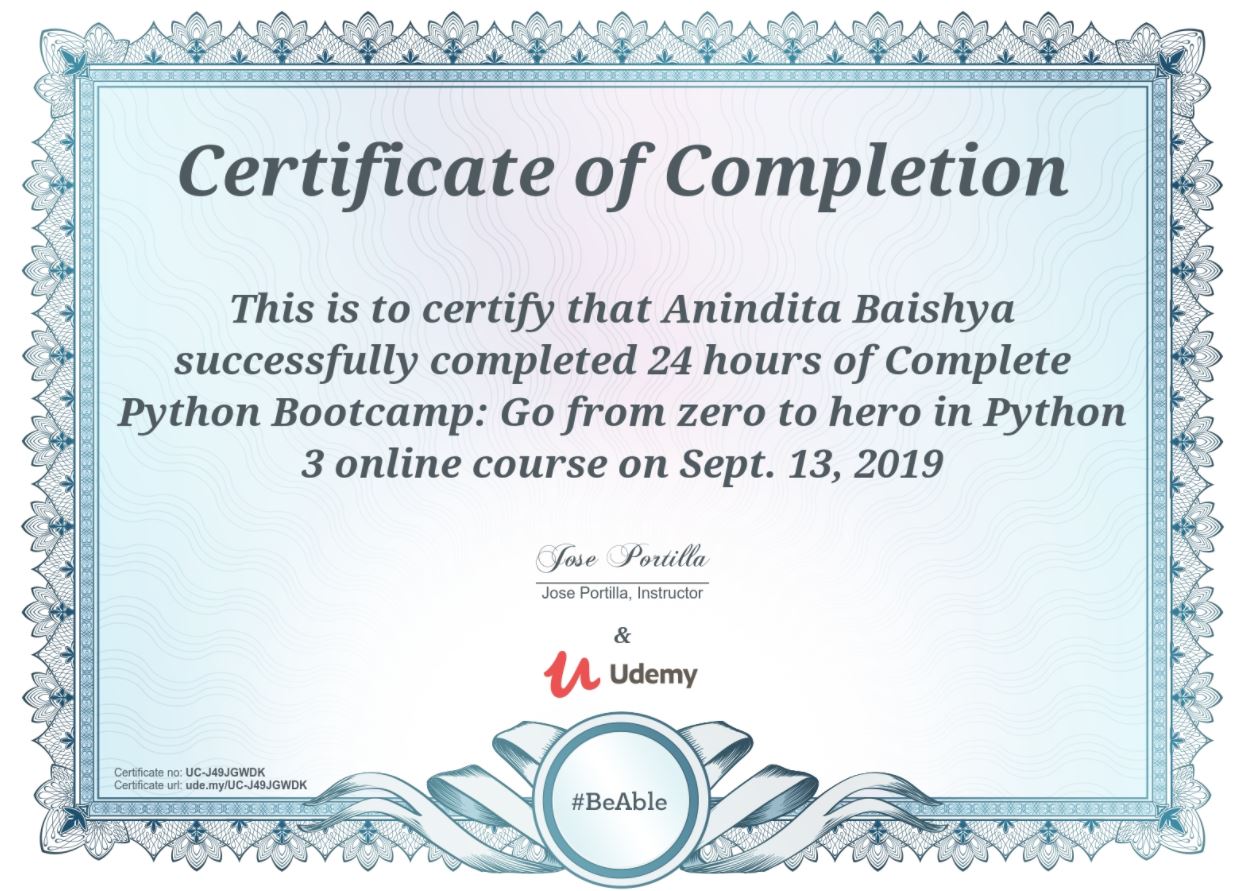 Certificate of Completion
This is to certify that Anindita Baishya
successfully completed 24 hours of Complete
Python Bootcamp: Go from zero to hero in Python
3 online course on Sept. 13, 2019
Jose Portilla
Jose Portilla, Instructor
&
Udemy
Certificate no: UC-J49JGWDK
Certificate url: ude.my/UC-J49JGWDK
#BeAble